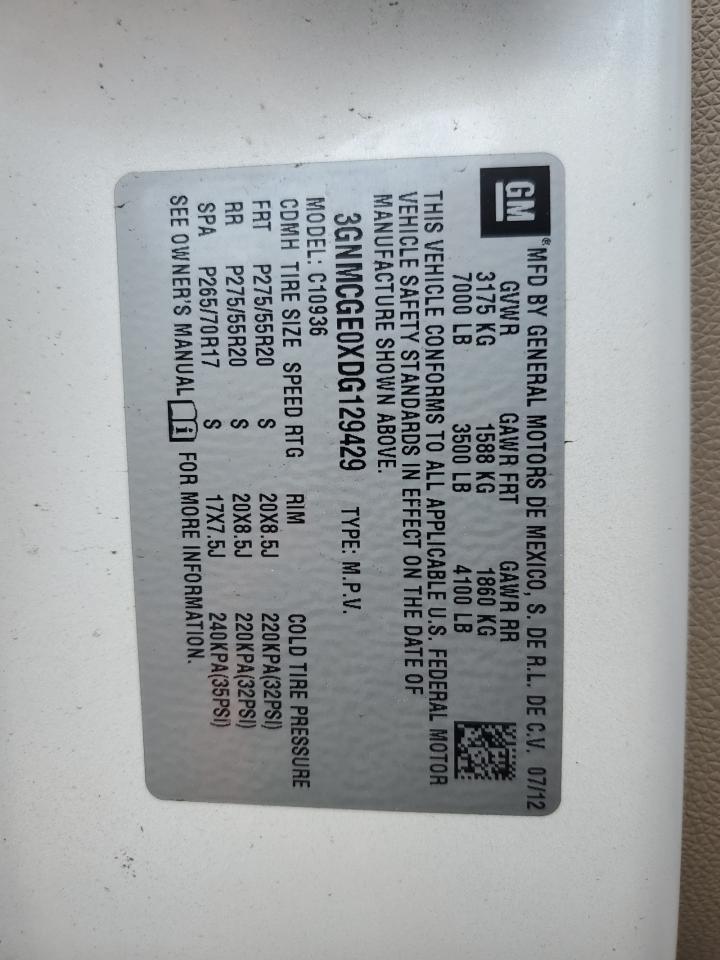 GM
® MFD BY GENERAL MOTORS DE MEXICO, S. DE R.L. DE C.V. 07/12
GVWR GAWR FRT GAWR RR
3175 KG 1588 KG 1860 KG
7000 LB 3500 LB 4100 LB
THIS VEHICLE CONFORMS TO ALL APPLICABLE U.S. FEDERAL MOTOR
VEHICLE SAFETY STANDARDS IN EFFECT ON THE DATE OF
MANUFACTURE SHOWN ABOVE.
3GNMCGE0XDG129429 TYPE: M.P.V.
MODEL: C10936
CDMH TIRE SIZE SPEED RTG RIM COLD TIRE PRESSURE
FRT P275/55R20 S 20X8.5J 220KPA(32PSI)
RR P275/55R20 S 20X8.5J 220KPA(32PSI)
SPA P265/70R17 S 17X7.5J 240KPA(35PSI)
SEE OWNER'S MANUAL i FOR MORE INFORMATION.